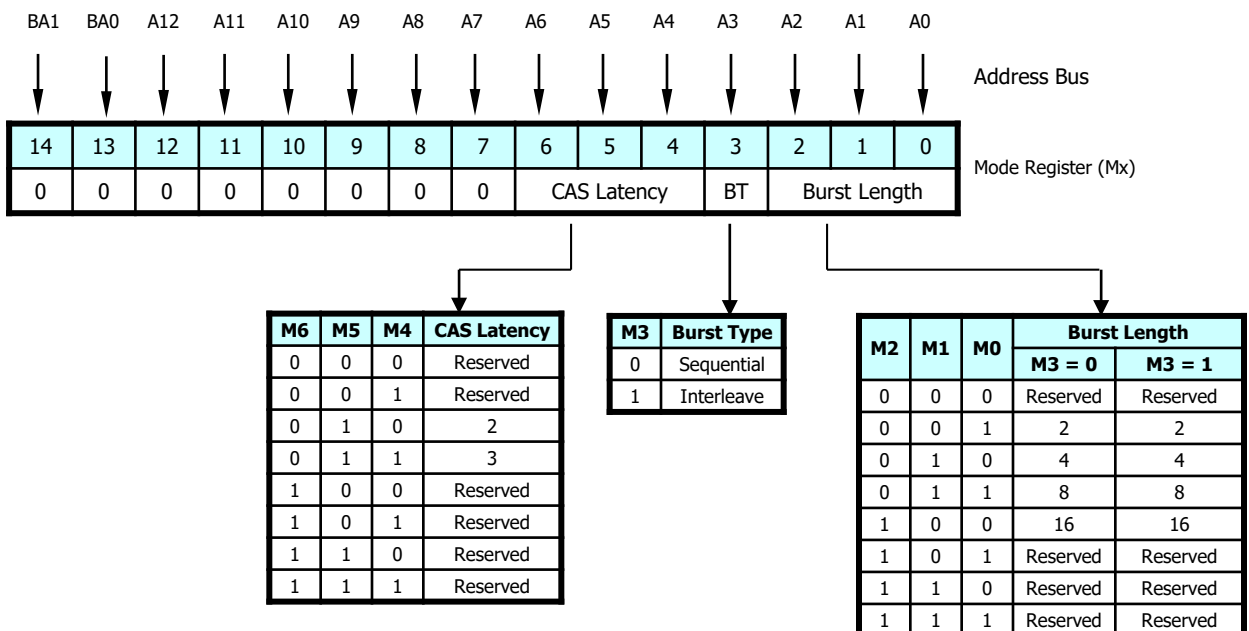 BA1 BA0 A12 A11 A10 A9 A8 A7 A6 A5 A4 A3 A2 A1 A0
Address Bus
14 13 12 11 10 9 8 7 6 5 4 3 2 1 0
Mode Register (Mx)
0 0 0 0 0 0 0 0 CAS Latency BT Burst Length
M6 M5 M4 CAS Latency
0 0 0 Reserved
0 0 1 Reserved
0 1 0 2
0 1 1 3
1 0 0 Reserved
1 0 1 Reserved
1 1 0 Reserved
1 1 1 Reserved
M3 Burst Type
0 Sequential
1 Interleave
M2 M1 M0 Burst Length
M3 = 0 M3 = 1
0 0 0 Reserved Reserved
0 0 1 2 2
0 1 0 4 4
0 1 1 8 8
1 0 0 16 16
1 0 1 Reserved Reserved
1 1 0 Reserved Reserved
1 1 1 Reserved Reserved